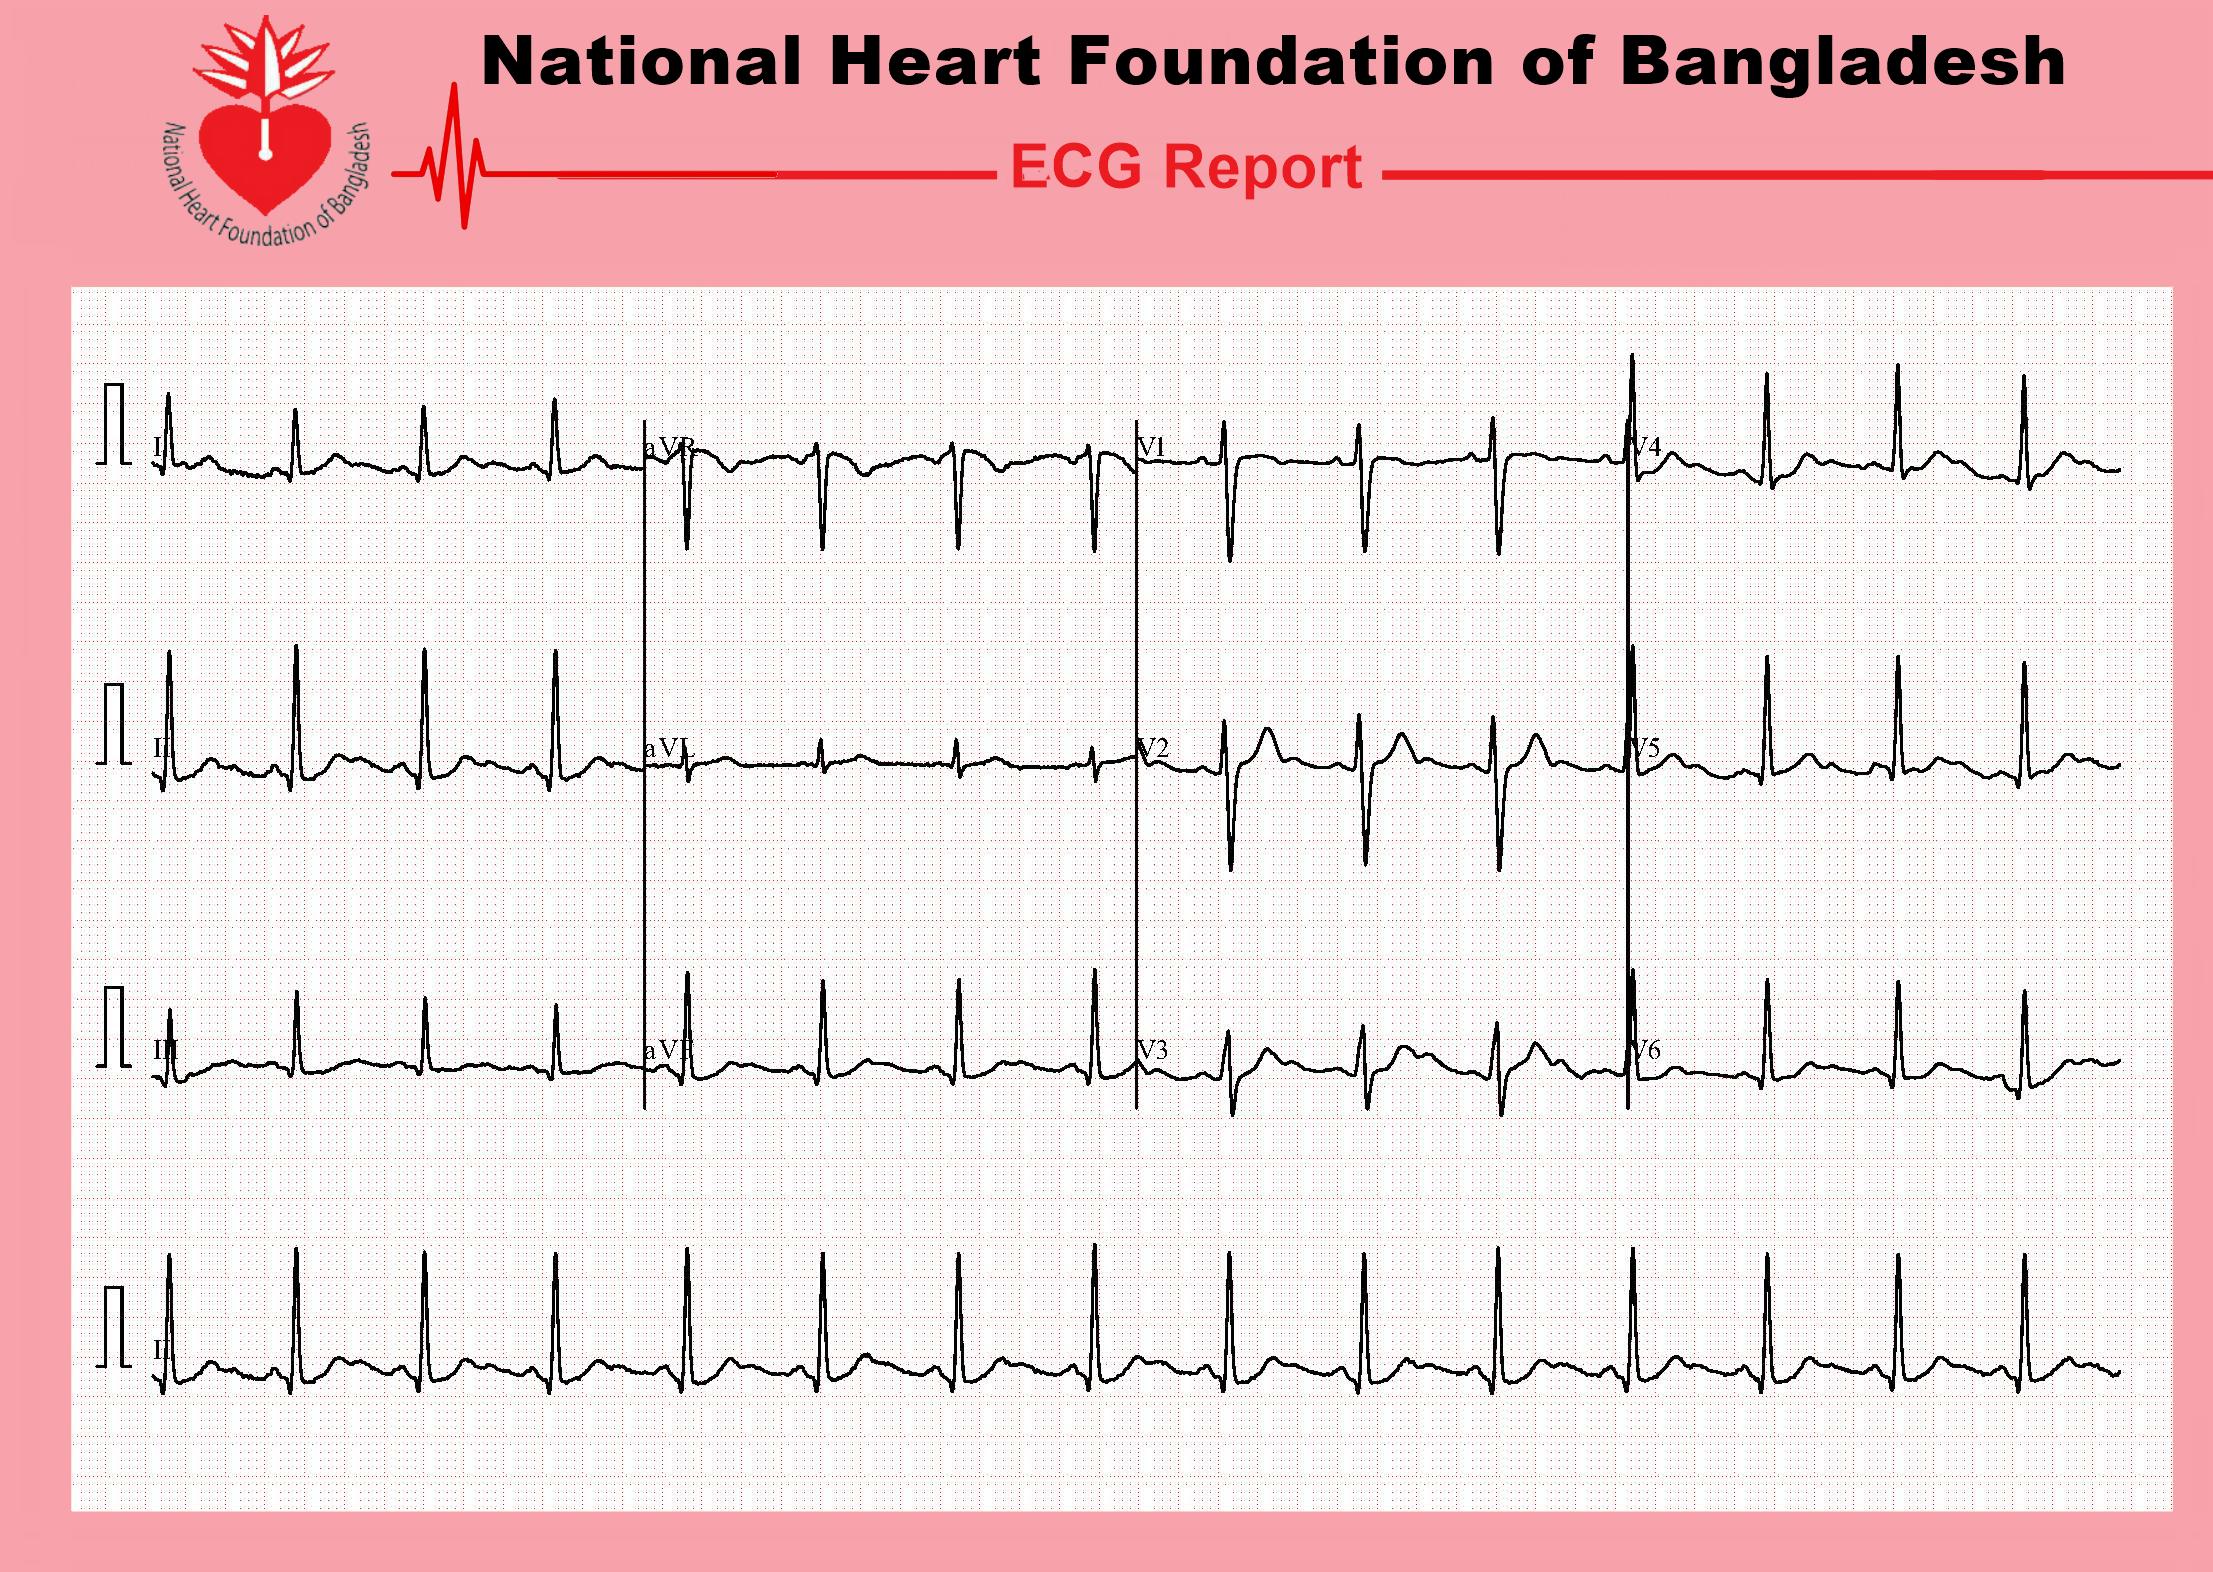 National Heart Foundation of Bangladesh
National Heart Foundation of Bangladesh
ECG Report
I aVR V1 V4
II aVL V2 V5
III aVF V3 V6
II